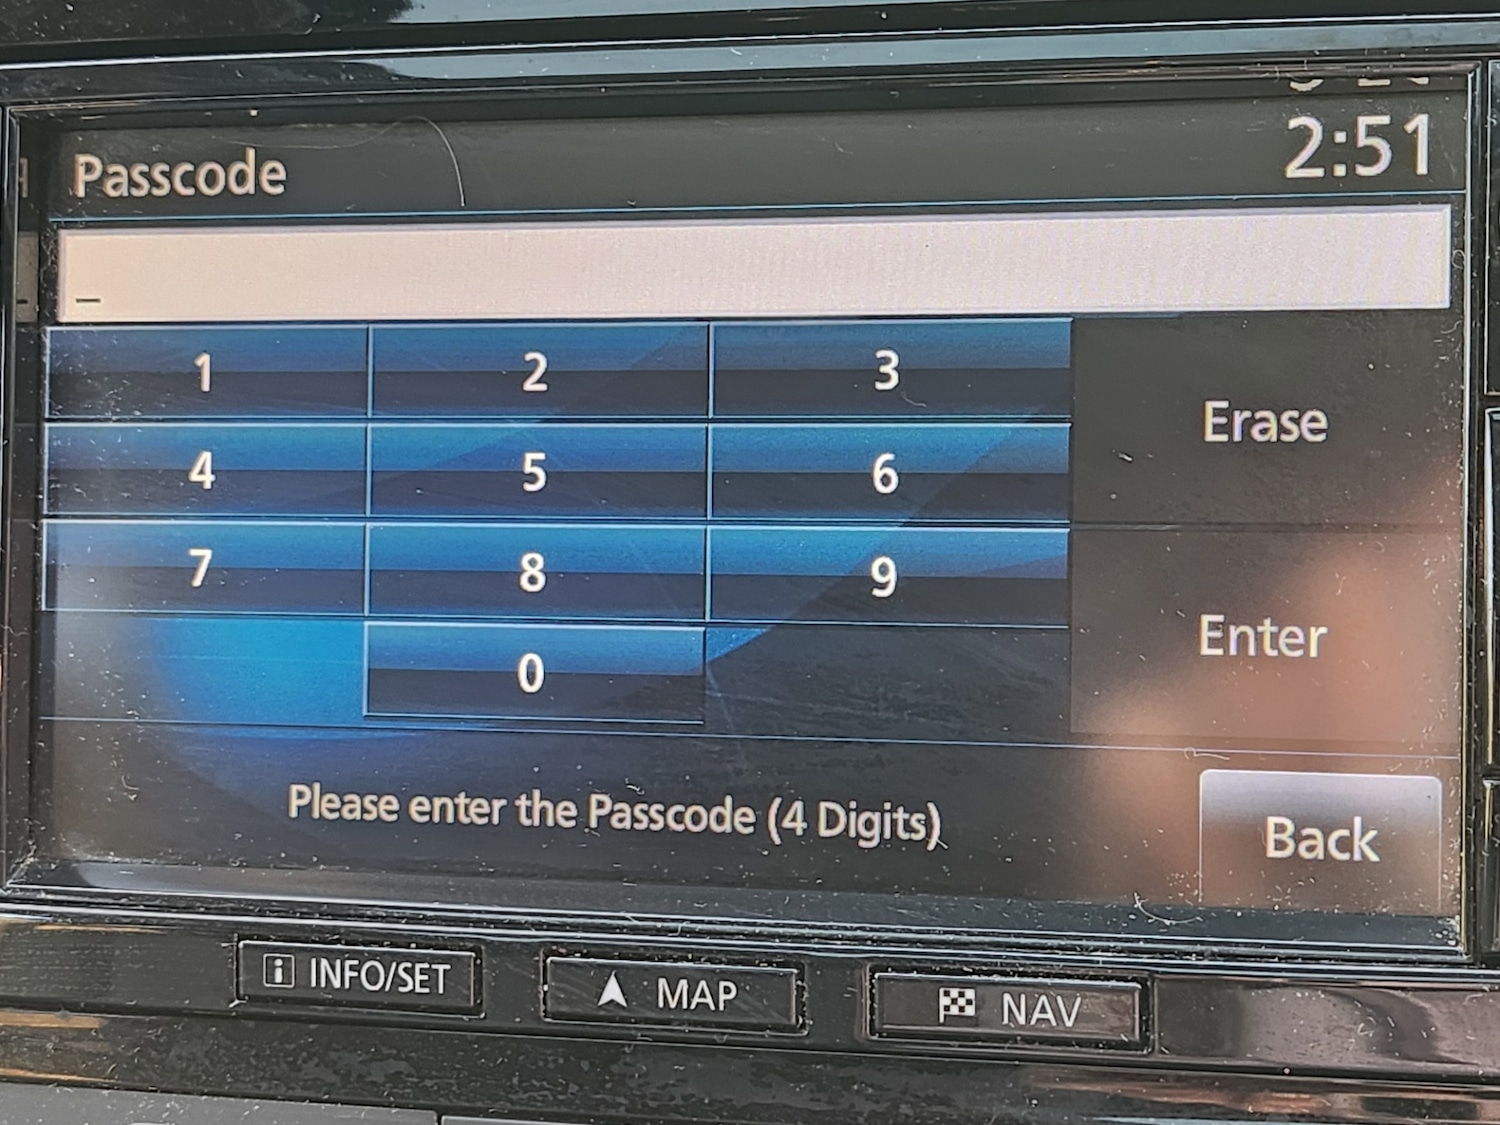 Passcode
2:51
_
1 2 3
Erase
4 5 6
7 8 9
Enter
0
Please enter the Passcode (4 Digits)
Back
i INFO/SET MAP NAV